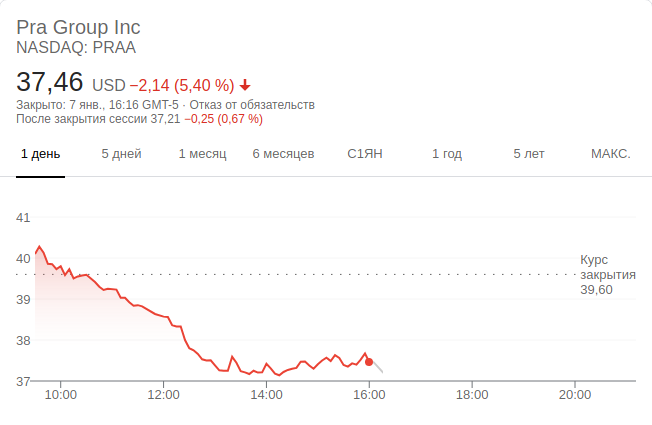 Pra Group Inc
NASDAQ: PRAA
37,46 USD −2,14 (5,40 %)
Закрыто: 7 янв., 16:16 GMT-5 · Отказ от обязательств
После закрытия сессии 37,21 −0,25 (0,67 %)
1 день 5 дней 1 месяц 6 месяцев С1ЯН 1 год 5 лет МАКС.
41
40
39
38
37
Курс
закрытия
39,60
10:00 12:00 14:00 16:00 18:00 20:00